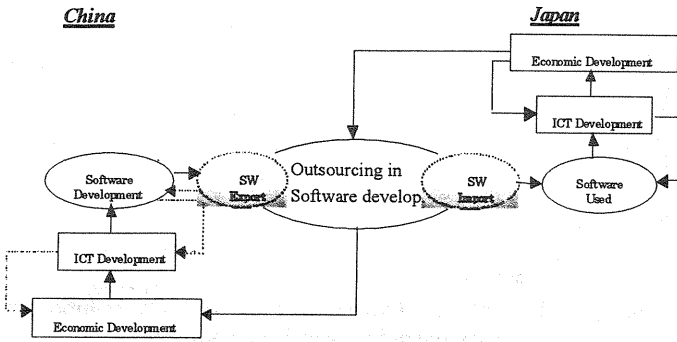 China
Japan
Economic Development
ICT Development
Software
Development
SW
Export
Outsourcing in
Software develop
SW
Import
Software
Used
ICT Development
Economic Development